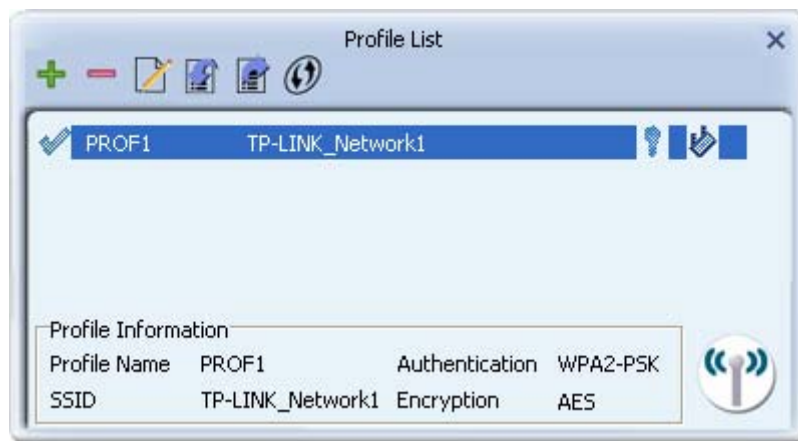 Profile List
PROF1 TP-LINK_Network1
Profile Information
Profile Name PROF1 Authentication WPA2-PSK
SSID TP-LINK_Network1 Encryption AES